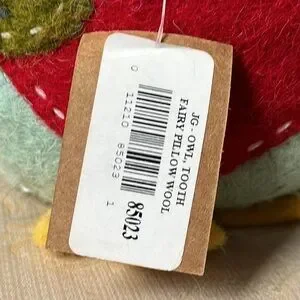 JG - OWL, TOOTH
FAIRY PILLOW WOOL
85023
0 11210 85023 1